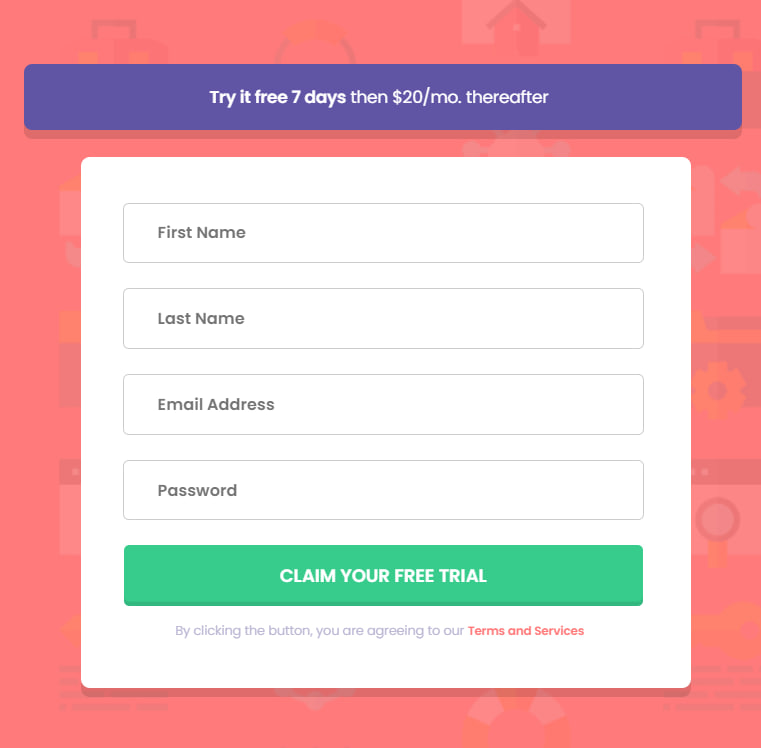 Try it free 7 days then $20/mo. thereafter
First Name
Last Name
Email Address
Password
CLAIM YOUR FREE TRIAL
By clicking the button, you are agreeing to our Terms and Services